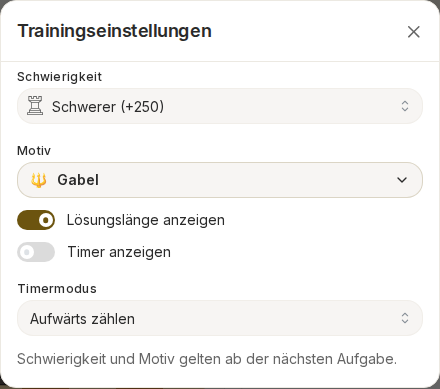 Trainingseinstellungen
Schwierigkeit
Schwerer (+250)
Motiv
Gabel
Lösungslänge anzeigen
Timer anzeigen
Timermodus
Aufwärts zählen
Schwierigkeit und Motiv gelten ab der nächsten Aufgabe.